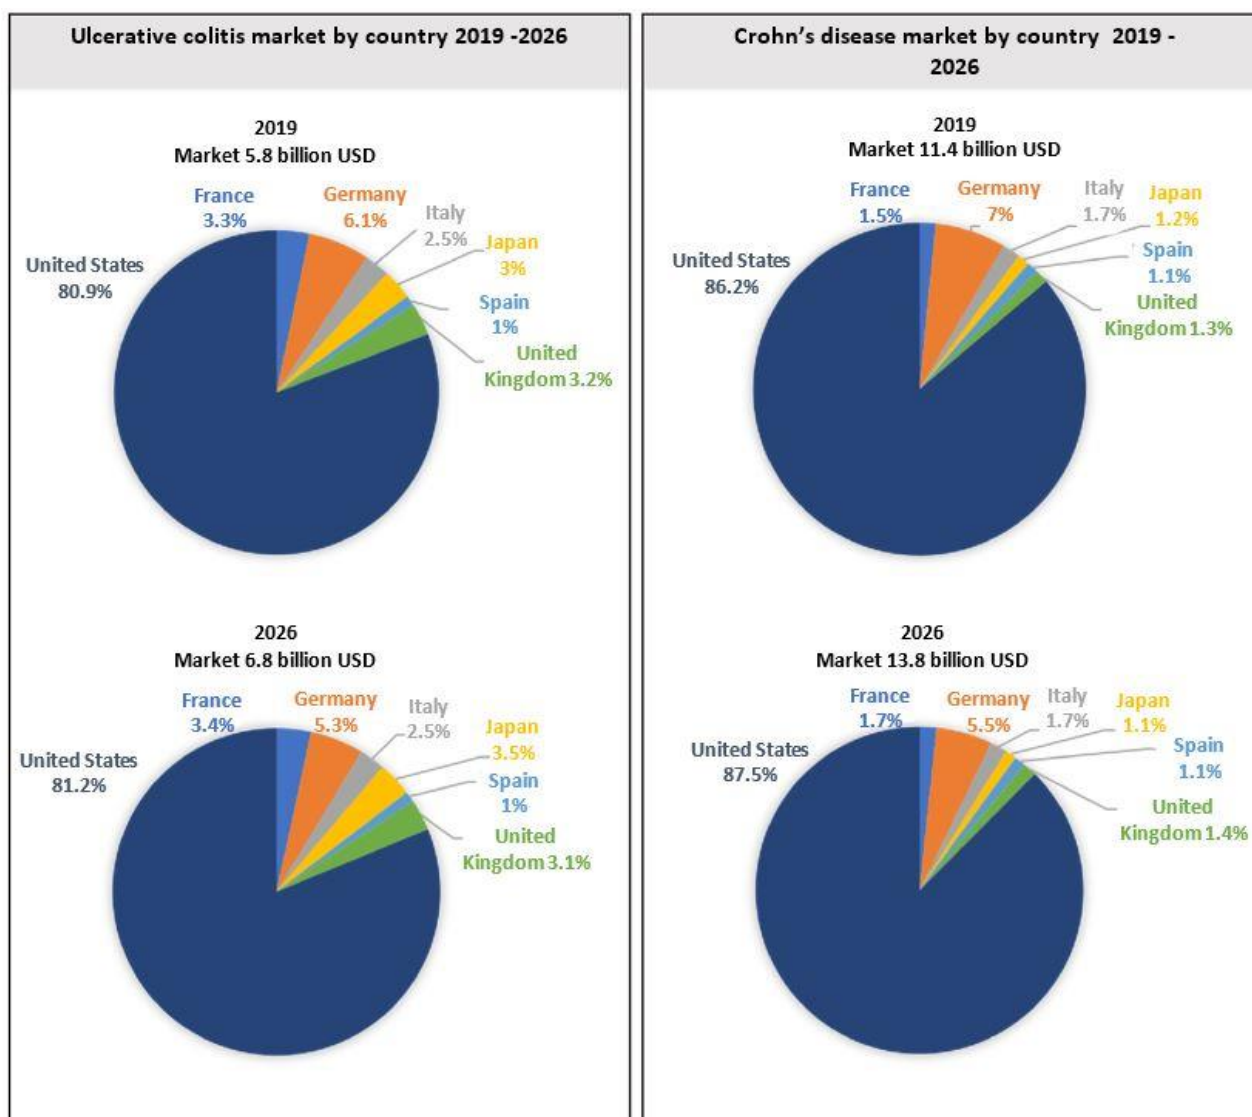 Ulcerative colitis market by country 2019 -2026
2019
Market 5.8 billion USD
France
3.3%
Germany
6.1%
Italy
2.5%
Japan
3%
Spain
1%
United
Kingdom 3.2%
United States
80.9%
2026
Market 6.8 billion USD
France
3.4%
Germany
5.3%
Italy
2.5%
Japan
3.5%
Spain
1%
United
Kingdom 3.1%
United States
81.2%
Crohn’s disease market by country 2019 -
2026
2019
Market 11.4 billion USD
France
1.5%
Germany
7%
Italy
1.7%
Japan
1.2%
Spain
1.1%
United
Kingdom 1.3%
United States
86.2%
2026
Market 13.8 billion USD
France
1.7%
Germany
5.5%
Italy
1.7%
Japan
1.1%
Spain
1.1%
United
Kingdom 1.4%
United States
87.5%